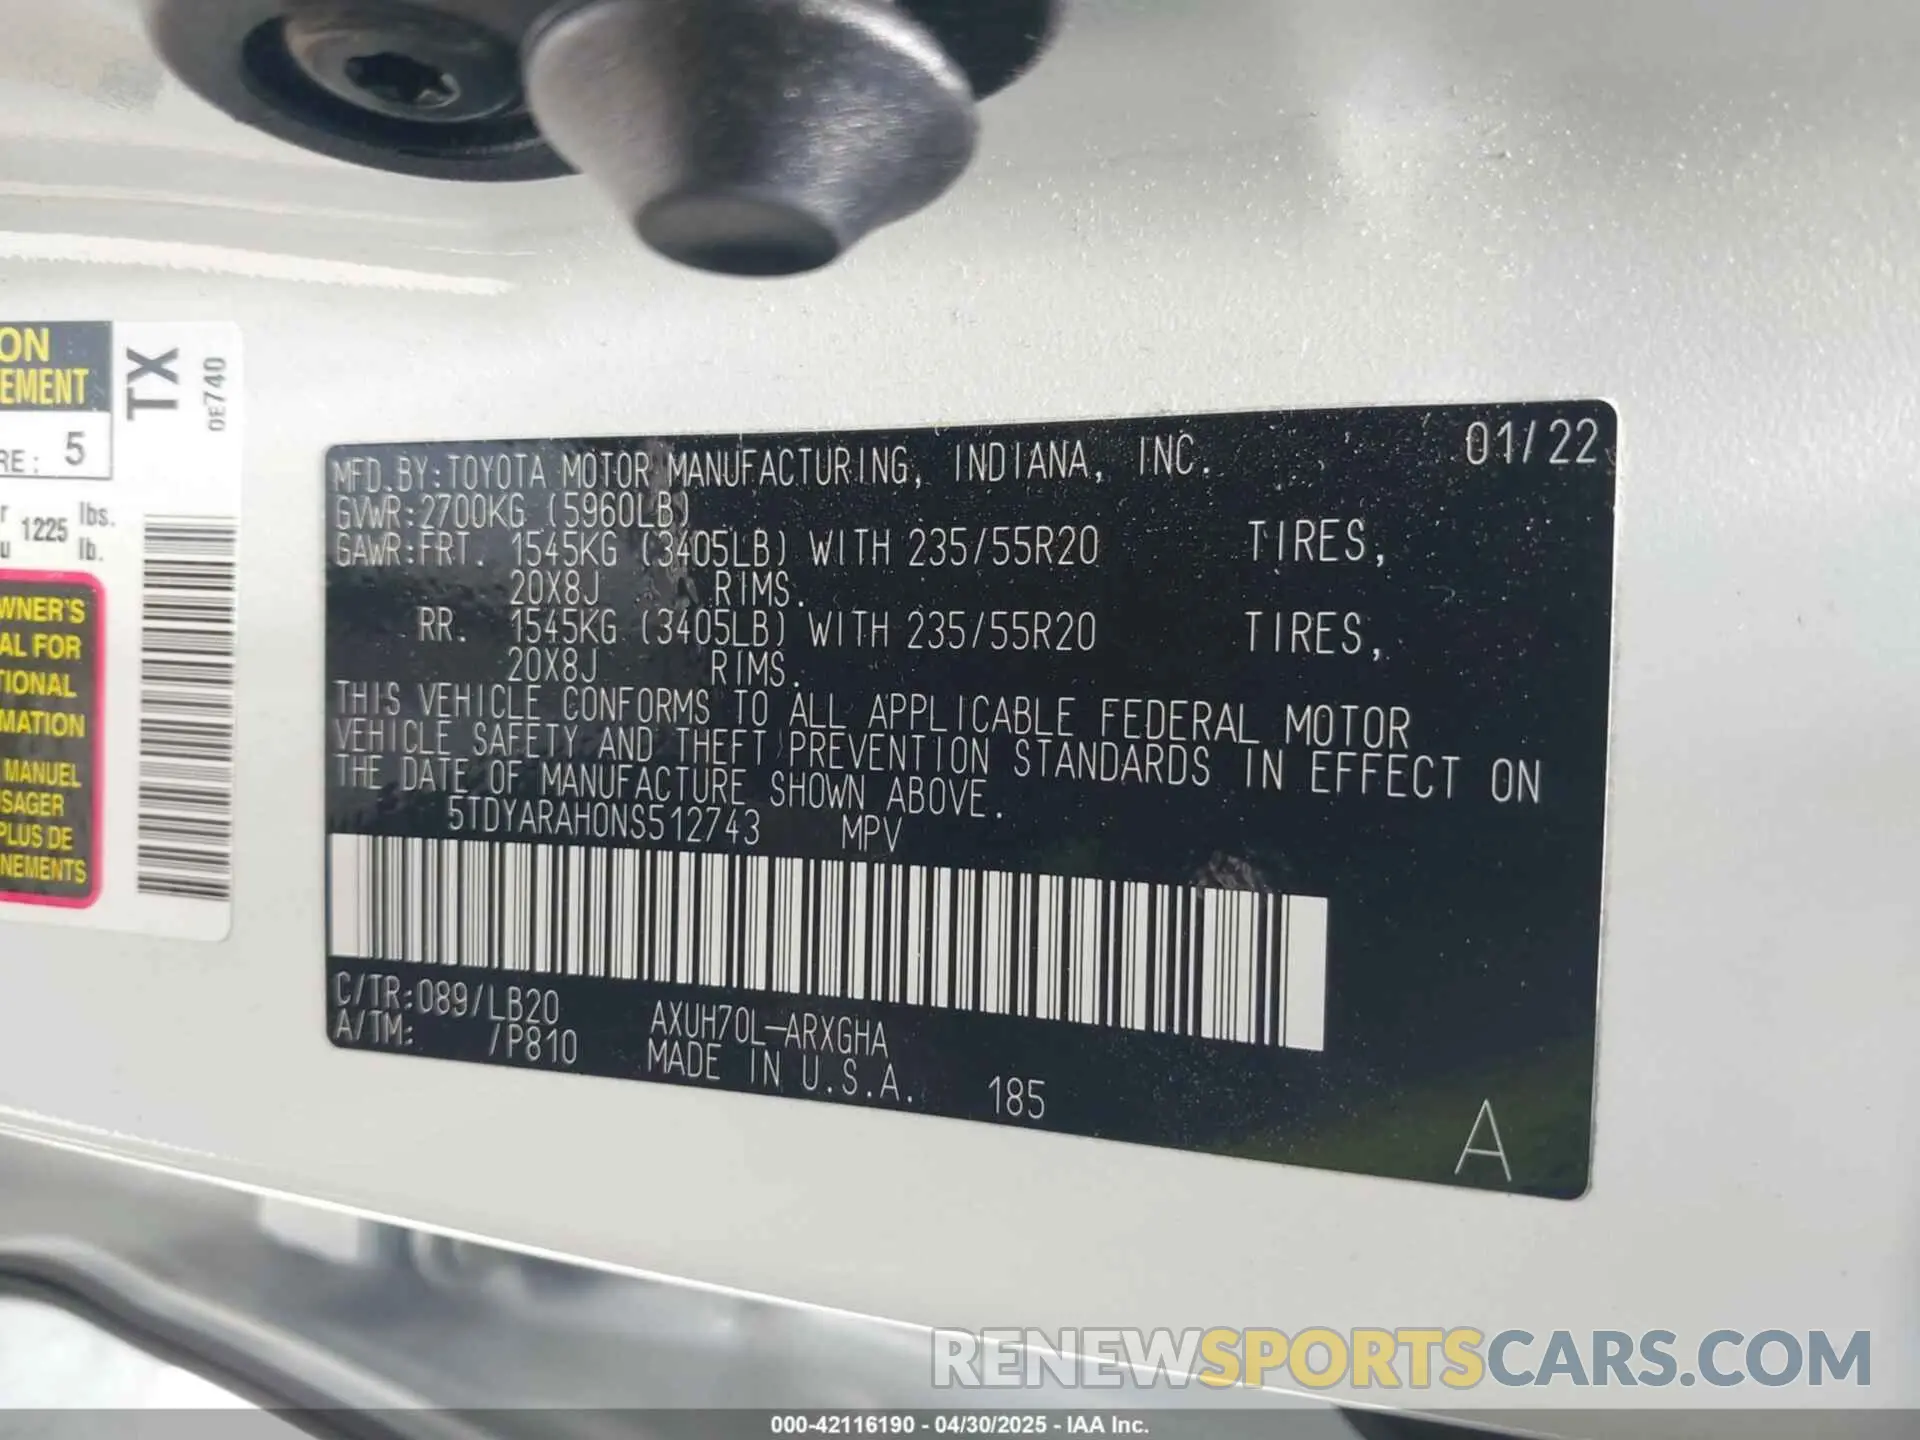 ON
EMENT
RE: 5
1225 lbs.
lb.
WNER'S
AL FOR
TIONAL
MATION
MANUEL
SAGER
PLUS DE
NEMENTS
TX
0E740
MFD.BY:TOYOTA MOTOR MANUFACTURING, INDIANA, INC. 01/22
GVWR:2700KG (5960LB)
GAWR:FRT. 1545KG (3405LB) WITH 235/55R20 TIRES,
20X8J RIMS.
RR. 1545KG (3405LB) WITH 235/55R20 TIRES,
20X8J RIMS.
THIS VEHICLE CONFORMS TO ALL APPLICABLE FEDERAL MOTOR
VEHICLE SAFETY AND THEFT PREVENTION STANDARDS IN EFFECT ON
THE DATE OF MANUFACTURE SHOWN ABOVE.
5TDYARAH0NS512743 MPV
C/TR:089/LB20 AXUH70L-ARXGHA
A/TM: /P810 MADE IN U.S.A. 185
A
RENEWSPORTSCARS.COM
000-42116190 - 04/30/2025 - IAA Inc.